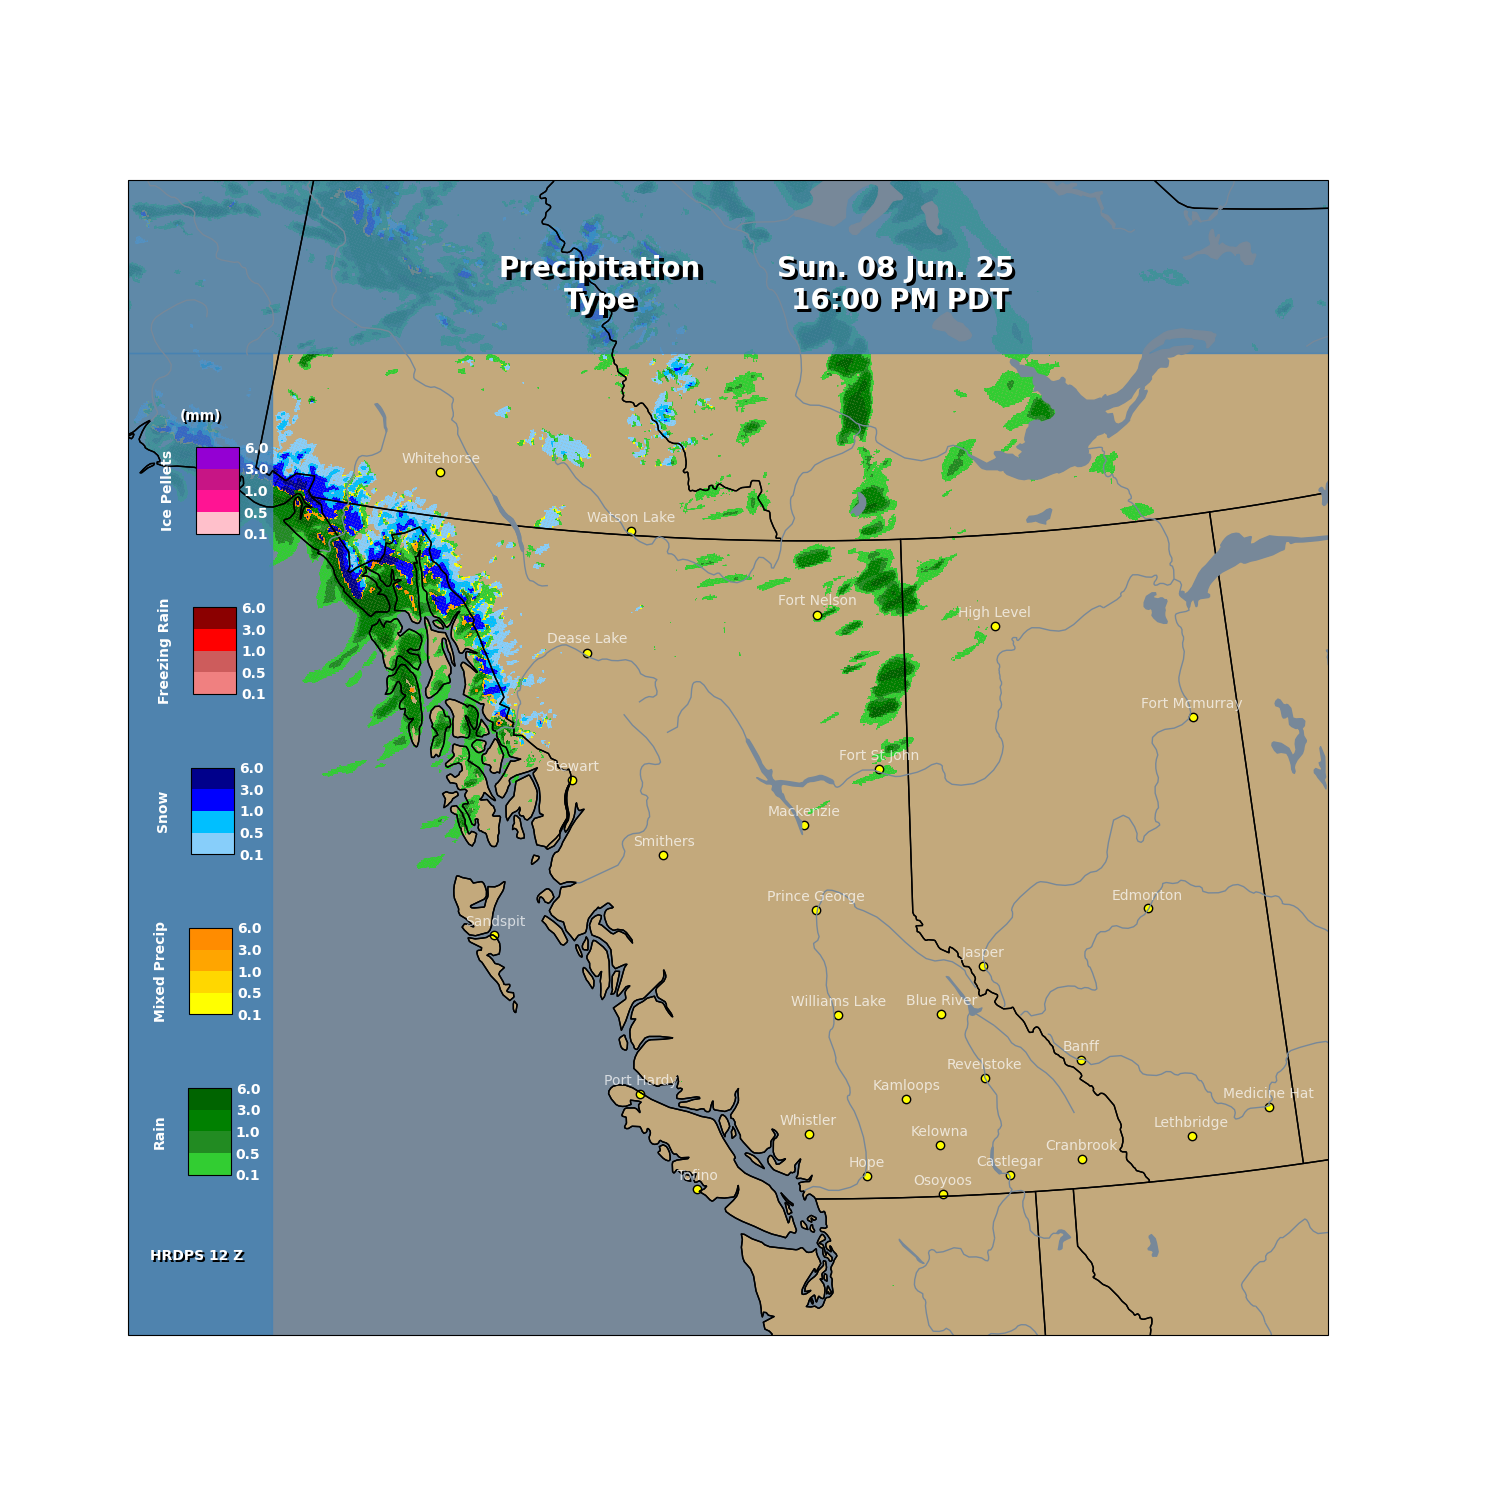 Precipitation
Type
Sun. 08 Jun. 25
16:00 PM PDT
(mm)
Ice Pellets
6.0
3.0
1.0
0.5
0.1
Freezing Rain
6.0
3.0
1.0
0.5
0.1
Snow
6.0
3.0
1.0
0.5
0.1
Mixed Precip
6.0
3.0
1.0
0.5
0.1
Rain
6.0
3.0
1.0
0.5
0.1
HRDPS 12 Z
Whitehorse
Watson Lake
Fort Nelson
High Level
Dease Lake
Fort Mcmurray
Fort St John
Stewart
Mackenzie
Smithers
Prince George
Edmonton
Sandspit
Jasper
Williams Lake
Blue River
Banff
Revelstoke
Port Hardy
Kamloops
Medicine Hat
Whistler
Lethbridge
Kelowna
Cranbrook
Hope
Castlegar
Tofino
Osoyoos